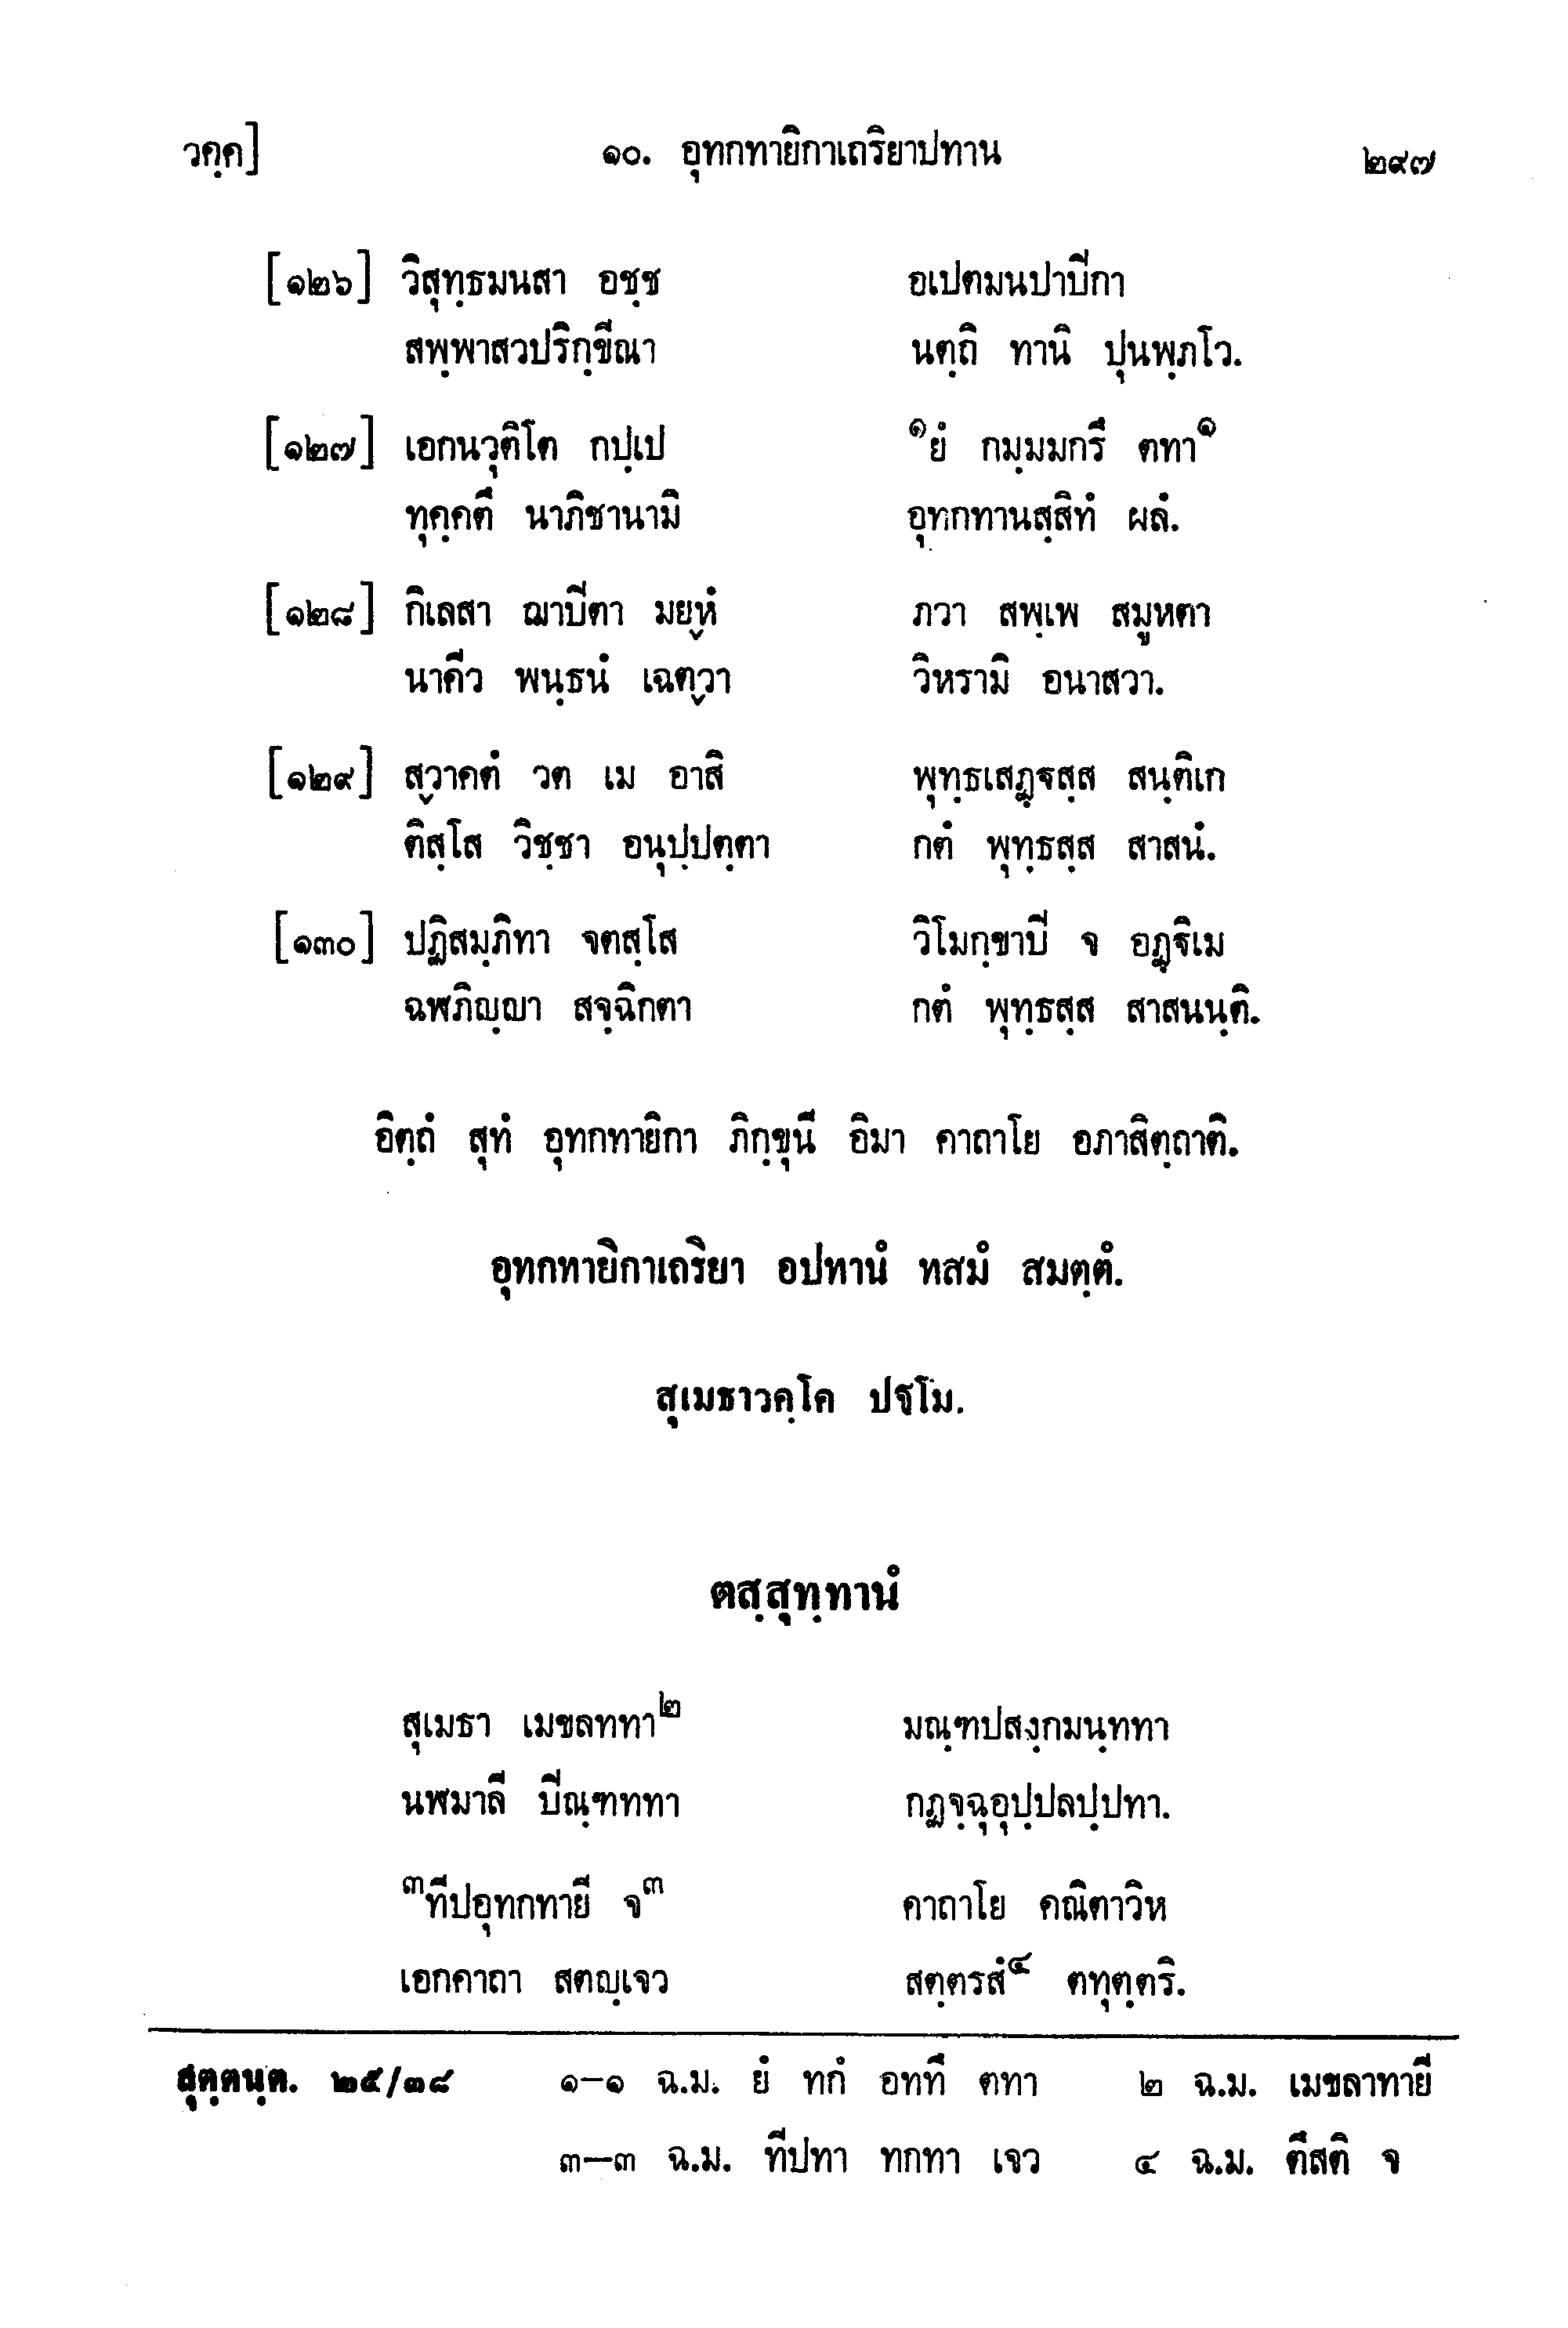 วคฺค] ๑๐. อุทกทายิกาเถริยาปทาน ๒๙๗
[๑๒๖] วิสุทฺธมนสา อชฺช อเปตมนปาปิกา
สพฺพาสวปริกฺขีณา นตฺถิ ทานิ ปุนพฺภโว.
[๑๒๗] เอกนวุติโต กปฺเป ๑ยํ กมฺมมกรึ ตทา๑
ทุคฺคตึ นาภิชานามิ อุทกทานสฺสิทํ ผลํ.
[๑๒๘] กิเลสา ฌาปิตา มยฺหํ ภวา สพฺเพ สมูหตา
นาคีว พนฺธนํ เฉตฺวา วิหรามิ อนาสวา.
[๑๒๙] สฺวาคตํ วต เม อาสิ พุทฺธเสฏฺฐสฺส สนฺติเก
ติสฺโส วิชฺชา อนุปฺปตฺตา กตํ พุทฺธสฺส สาสนํ.
[๑๓๐] ปฏิสมฺภิทา จตสฺโส วิโมกฺขาปิ จ อฏฺฐิเม
ฉฬภิญฺญา สจฺฉิกตา กตํ พุทฺธสฺส สาสนนฺติ.
อิตฺถํ สุทํ อุทกทายิกา ภิกฺขุนี อิมา คาถาโย อภาสิตฺถาติ.
อุทกทายิกาเถริยา อปทานํ ทสมํ สมตฺตํ.
สุเมธาวคฺโค ปฐโม.
ตสฺสุทฺทานํ
สุเมธา เมขลททา๒ มณฺฑปสงฺกมนฺททา
นฬมาลี ปิณฺฑททา กฏจฺฉุอุปฺปลปฺปทา.
๓ทีปอุทกทายี จ๓ คาถาโย คณิตาวิห
เอกคาถา สตญฺเจว สตฺตรสํ๔ ตทุตฺตริ.
สุตฺตนฺต. ๒๕/๓๘ ๑–๑ ฉ.ม. ยํ ทกํ อททึ ตทา ๒ ฉ.ม. เมขลาทายี
๓–๓ ฉ.ม. ทีปทา ทกทา เจว ๔ ฉ.ม. ตึสติ จ